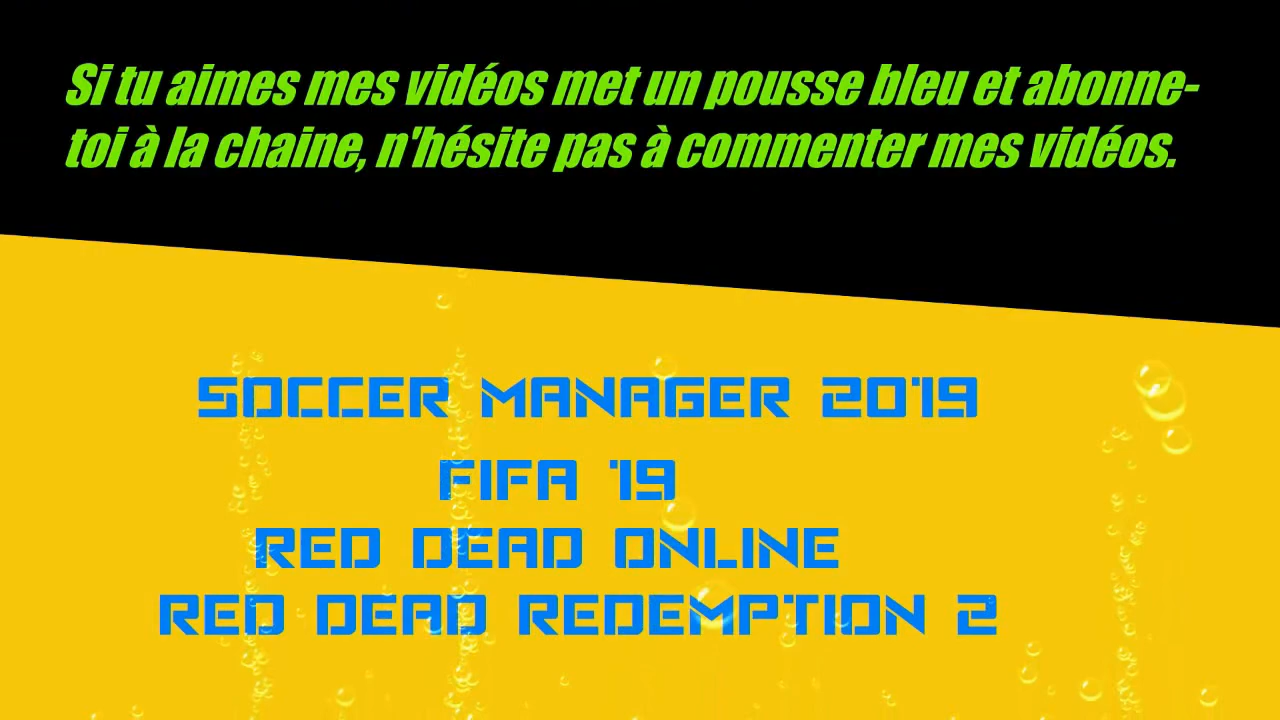 Si tu aimes mes vidéos met un pousse bleu et abonne-
toi à la chaine, n'hésite pas à commenter mes vidéos.
SOCCER MANAGER 2019
FIFA 19
RED DEAD ONLINE
RED DEAD REDEMPTION 2